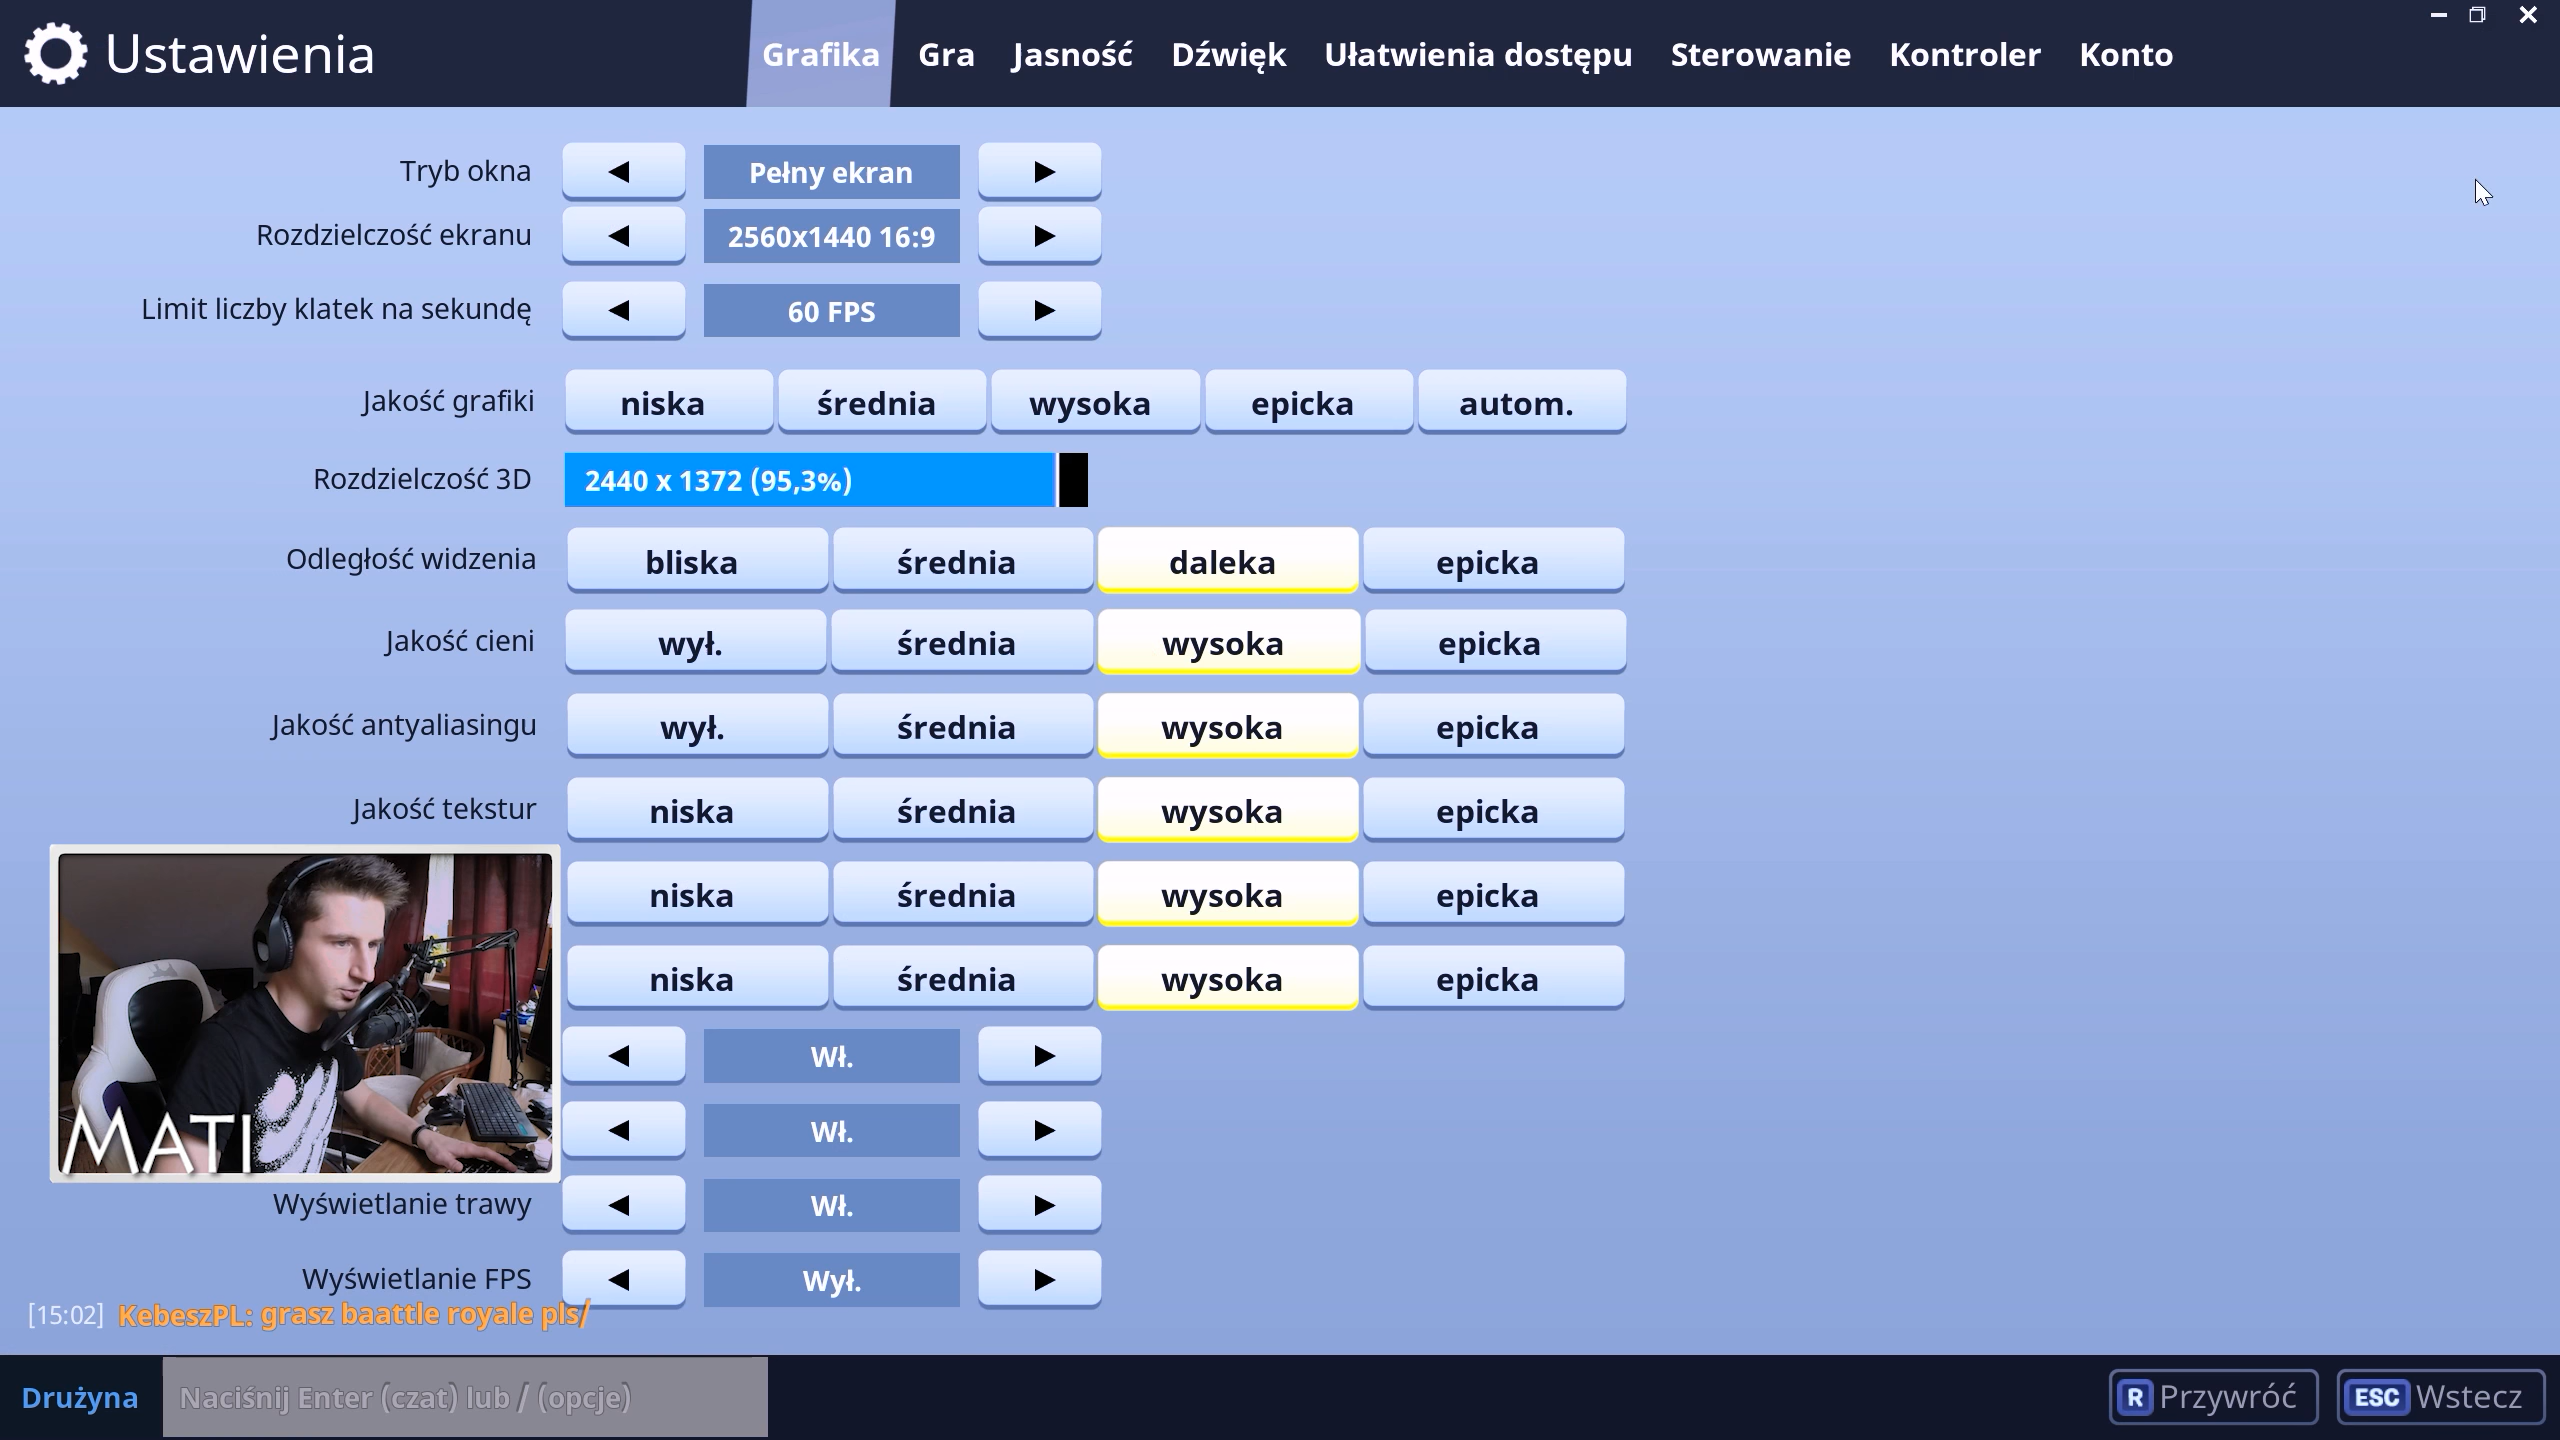 Ustawienia
Grafika Gra Jasność Dźwięk Ułatwienia dostępu Sterowanie Kontroler Konto
Tryb okna Pełny ekran
Rozdzielczość ekranu 2560x1440 16:9
Limit liczby klatek na sekundę 60 FPS
Jakość grafiki niska średnia wysoka epicka autom.
Rozdzielczość 3D 2440 x 1372 (95,3%)
Odległość widzenia bliska średnia daleka epicka
Jakość cieni wył. średnia wysoka epicka
Jakość antyaliasingu wył. średnia wysoka epicka
Jakość tekstur niska średnia wysoka epicka
niska średnia wysoka epicka
niska średnia wysoka epicka
Wł.
Wł.
MATI
Wyświetlanie trawy Wł.
Wyświetlanie FPS Wył.
[15:02] KebeszPL: grasz baattle royale pls/
Drużyna Naciśnij Enter (czat) lub / (opcje) R Przywróć ESC Wstecz